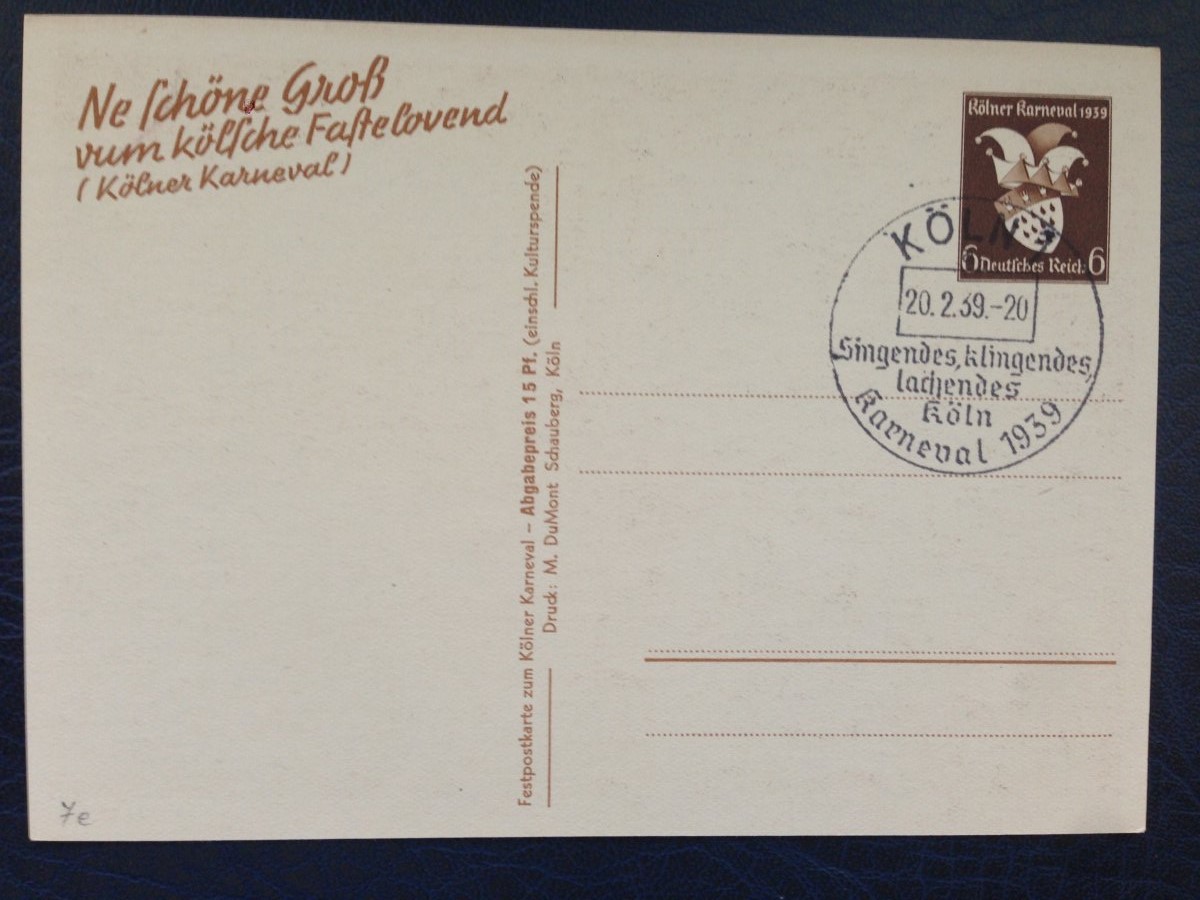 Ne schöne Groß
vum kölsche Fastelovend
(Kölner Karneval)
Festpostkarte zum Kölner Karneval – Abgabepreis 15 Pf. (einschl. Kulturspende)
Druck: M. DuMont Schauberg, Köln
Kölner Karneval 1939
6 Deutsches Reich 6
KÖLN
20.2.39.-20
Singendes, klingendes,
lachendes
Köln
Karneval 1939
7e